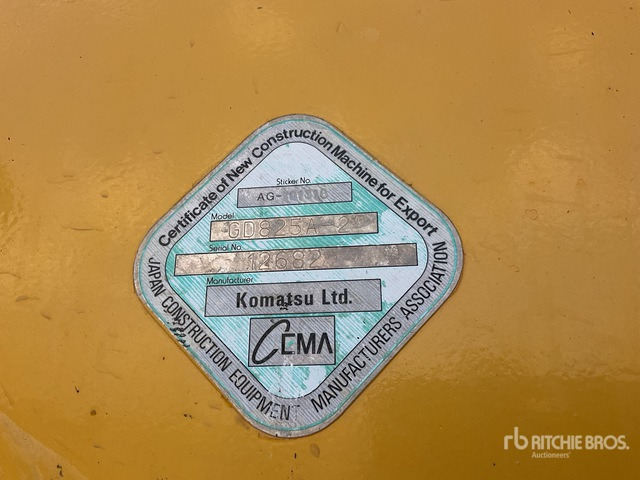 Certificate of New Construction Machine for Export
Sticker No.
AG-
Model
GD825A-2
Serial No.
12682
Manufacturer
Komatsu Ltd.
CEMA
JAPAN CONSTRUCTION EQUIPMENT MANUFACTURERS ASSOCIATION
rb RITCHIE BROS.
Auctioneers